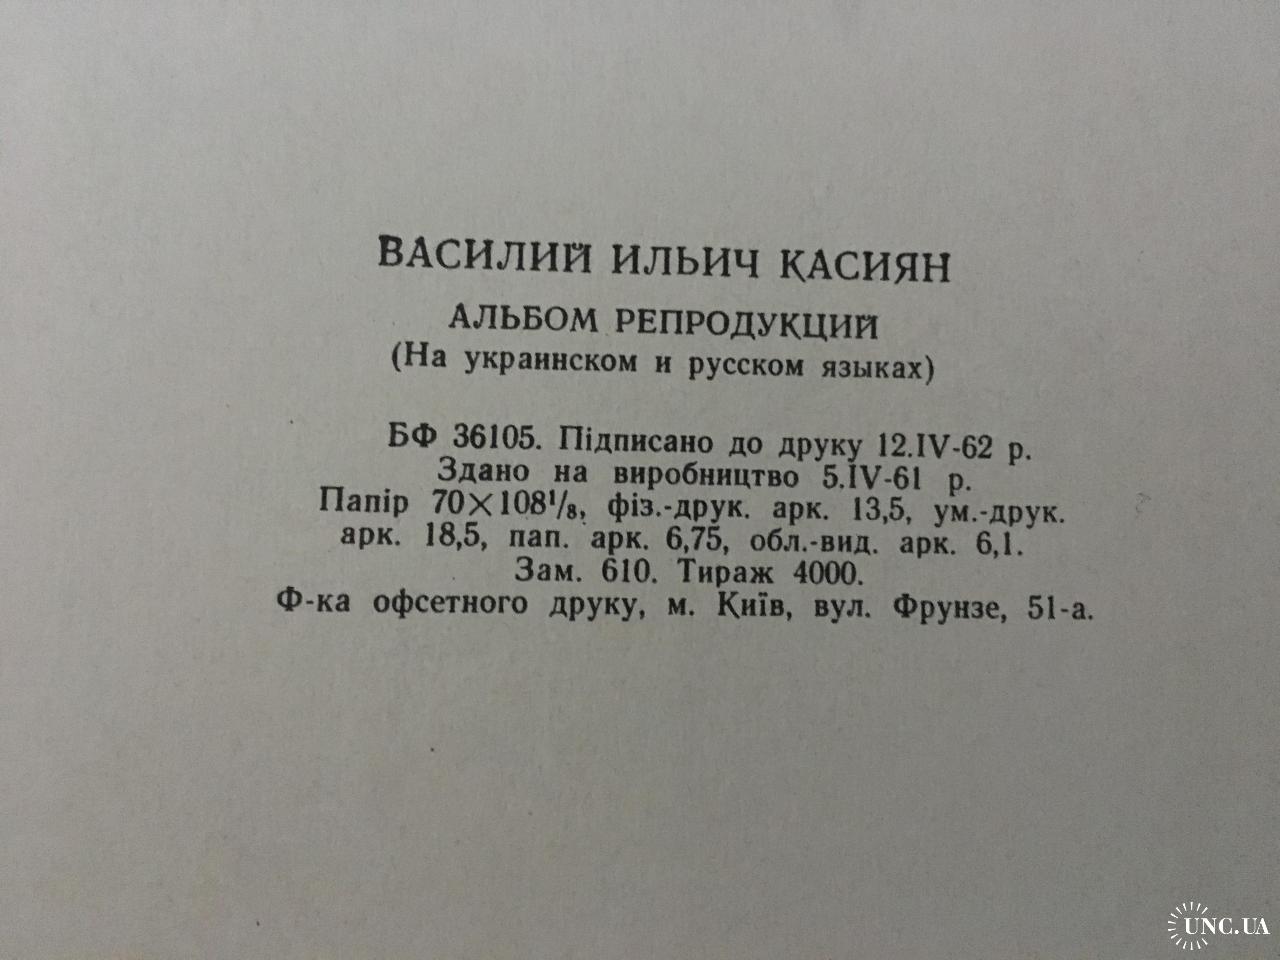 ВАСИЛИЙ ИЛЬИЧ КАСИЯН
АЛЬБОМ РЕПРОДУКЦИЙ
(На украинском и русском языках)
БФ 36105. Підписано до друку 12.IV-62 р.
Здано на виробництво 5.IV-61 р.
Папір 70×108¹/₈, фіз.-друк. арк. 13,5, ум.-друк.
арк. 18,5, пап. арк. 6,75, обл.-вид. арк. 6,1.
Зам. 610. Тираж 4000.
Ф-ка офсетного друку, м. Київ, вул. Фрунзе, 51-а.
UNC.UA